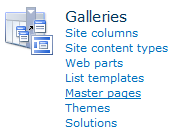 Galleries
Site columns
Site content types
Web parts
List templates
Master pages
Themes
Solutions